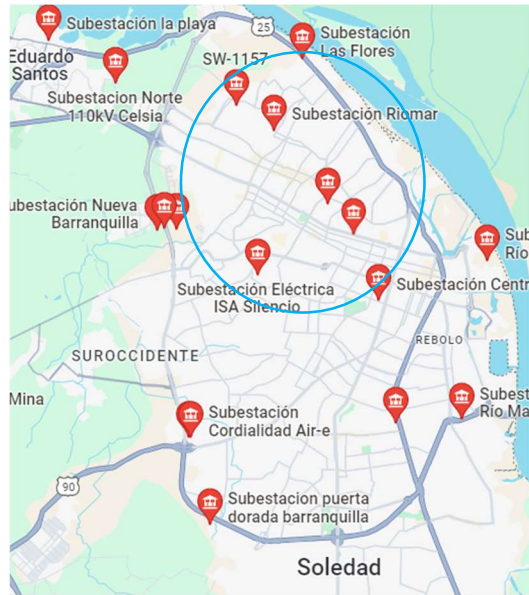 Subestación la playa
Eduardo
Santos
25
Subestación
Las Flores
SW-1157
Subestacion Norte
110kV Celsia
Subestación Riomar
ubestación Nueva
Barranquilla
Sub
Río
Subestación Eléctrica
ISA Silencio
Subestación Centr
REBOLO
SUROCCIDENTE
Mina
Subestación
Cordialidad Air-e
Subest
Río Ma
90
Subestacion puerta
dorada barranquilla
Soledad